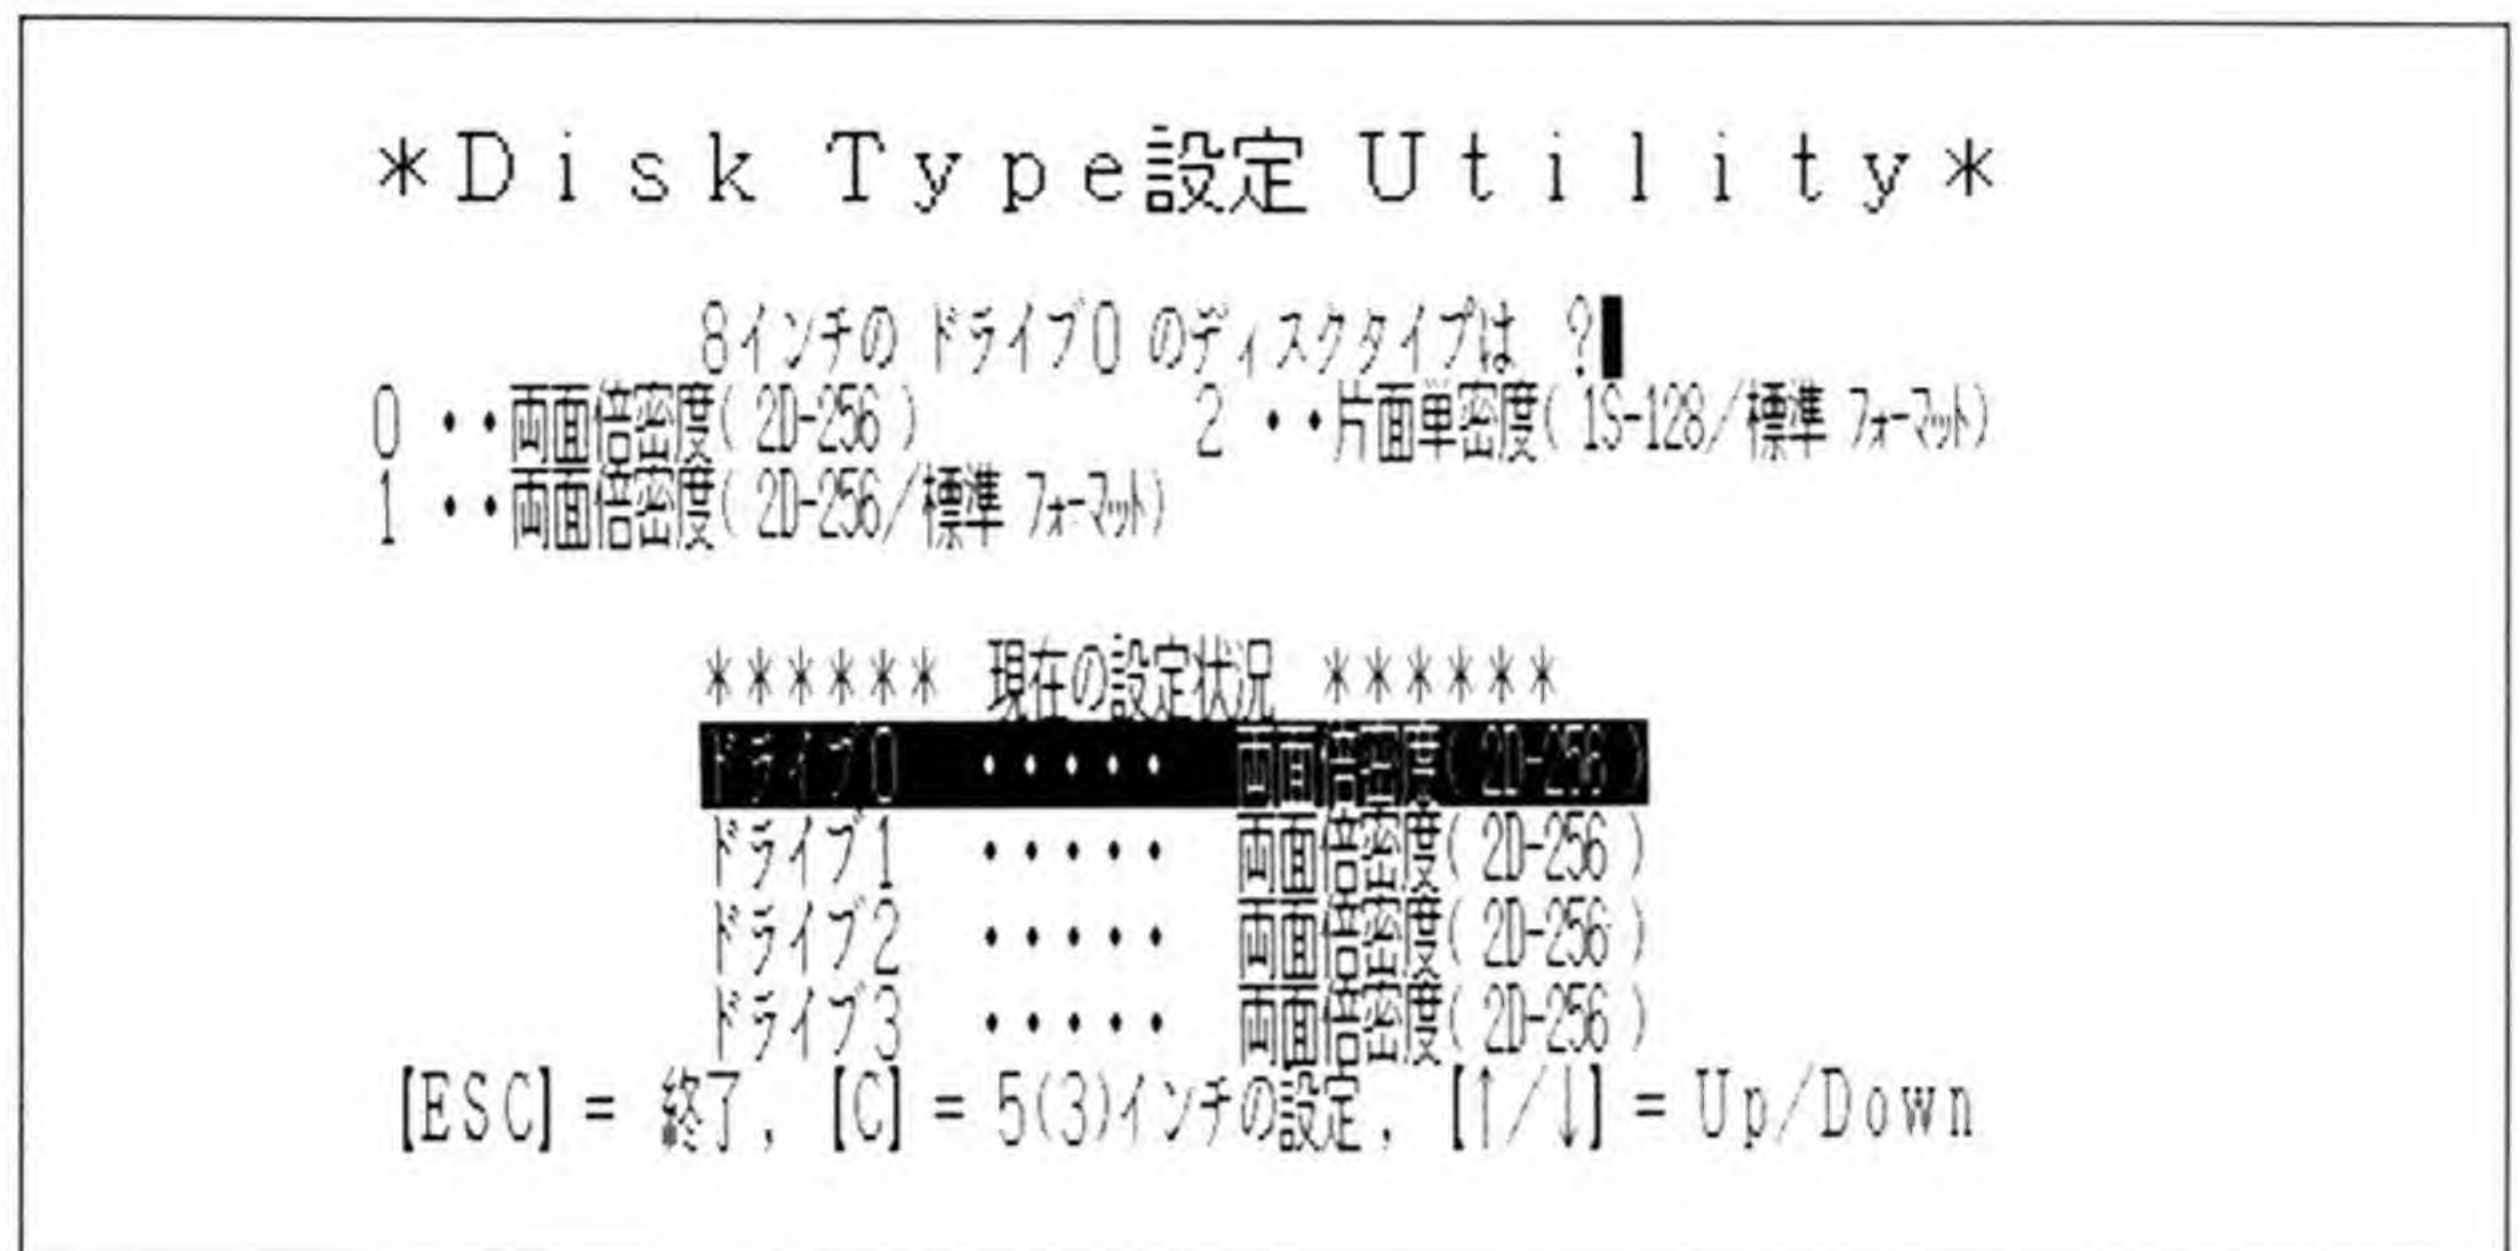 *Disk Type設定 Utility*
8インチの ドライブ0 のディスクタイプは ?
0 ・・両面倍密度( 2D-256 ) 2 ・・片面単密度( 1S-128/標準 フォーマット)
1 ・・両面倍密度( 2D-256/標準 フォーマット)
****** 現在の設定状況 ******
ドライブ0 ・・・・・ 両面倍密度( 2D-256 )
ドライブ1 ・・・・・ 両面倍密度( 2D-256 )
ドライブ2 ・・・・・ 両面倍密度( 2D-256 )
ドライブ3 ・・・・・ 両面倍密度( 2D-256 )
[ESC] = 終了, [C] = 5(3)インチの設定, [↑/↓] = Up/Down